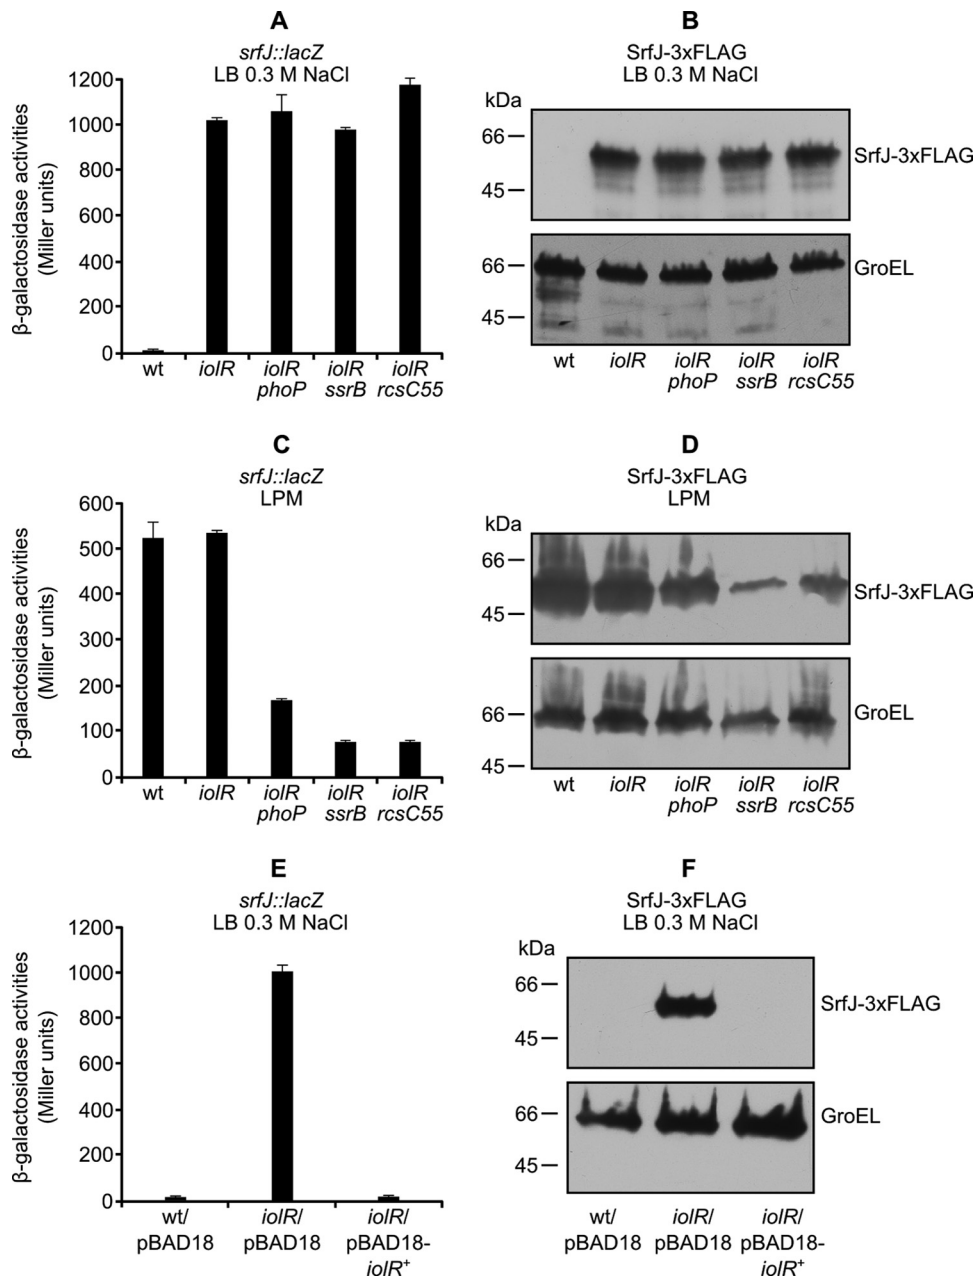 A
srfJ::lacZ
LB 0.3 M NaCl
β-galactosidase activities
(Miller units)
1200
1000
800
600
400
200
0
wt
iolR
iolR
phoP
iolR
ssrB
iolR
rcsC55
B
SrfJ-3xFLAG
LB 0.3 M NaCl
kDa
66
45
SrfJ-3xFLAG
66
45
GroEL
wt
iolR
iolR
phoP
iolR
ssrB
iolR
rcsC55
C
srfJ::lacZ
LPM
β-galactosidase activities
(Miller units)
600
500
400
300
200
100
0
wt
iolR
iolR
phoP
iolR
ssrB
iolR
rcsC55
D
SrfJ-3xFLAG
LPM
kDa
66
45
SrfJ-3xFLAG
66
45
GroEL
wt
iolR
iolR
phoP
iolR
ssrB
iolR
rcsC55
E
srfJ::lacZ
LB 0.3 M NaCl
β-galactosidase activities
(Miller units)
1200
1000
800
600
400
200
0
wt/
pBAD18
iolR/
pBAD18
iolR/
pBAD18-
iolR⁺
F
SrfJ-3xFLAG
LB 0.3 M NaCl
kDa
66
45
SrfJ-3xFLAG
66
45
GroEL
wt/
pBAD18
iolR/
pBAD18
iolR/
pBAD18-
iolR⁺